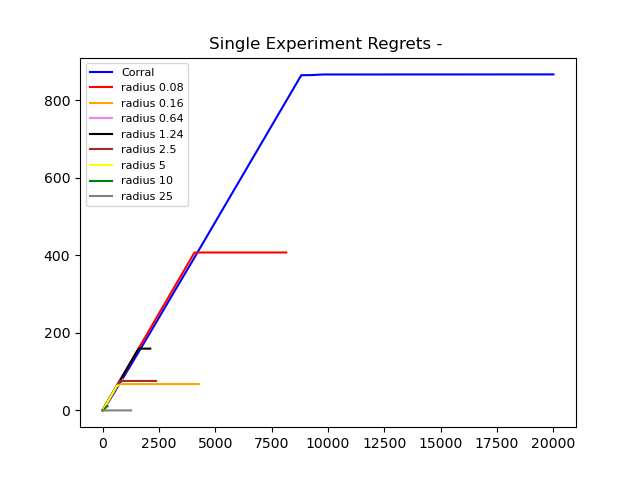 Single Experiment Regrets -
Corral
radius 0.08
radius 0.16
radius 0.64
radius 1.24
radius 2.5
radius 5
radius 10
radius 25
800
600
400
200
0
0 2500 5000 7500 10000 12500 15000 17500 20000